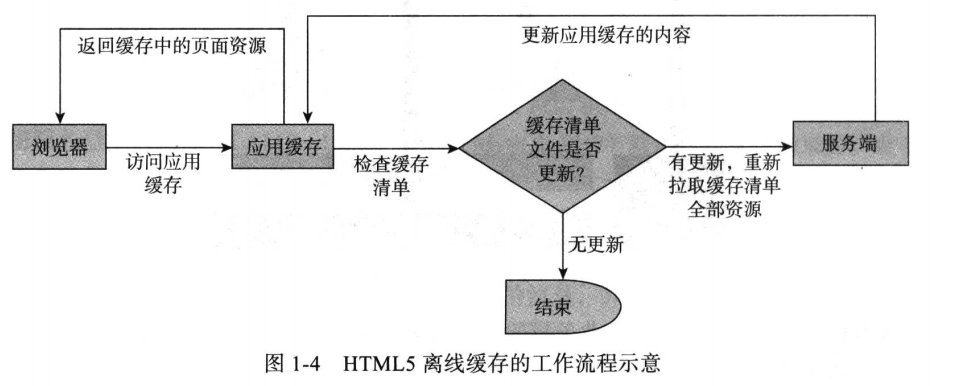 返回缓存中的页面资源
更新应用缓存的内容
浏览器
访问应用
缓存
应用缓存
检查缓存
清单
缓存清单
文件是否
更新?
有更新，重新
拉取缓存清单
全部资源
服务端
无更新
结束
图 1-4 HTML5 离线缓存的工作流程示意